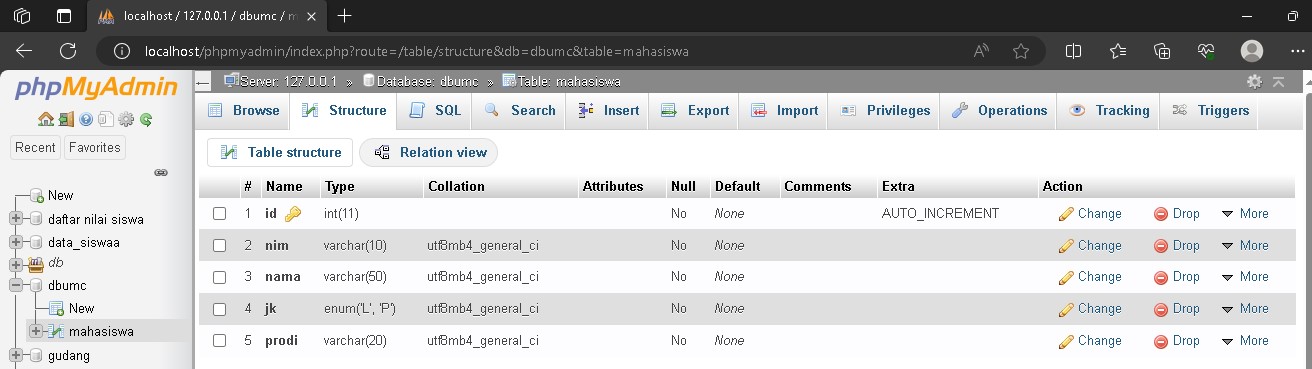 localhost / 127.0.0.1 / dbumc / m
localhost/phpmyadmin/index.php?route=/table/structure&db=dbumc&table=mahasiswa
phpMyAdmin
Recent Favorites
New
daftar nilai siswa
data_siswaa
db
dbumc
New
mahasiswa
gudang
Server: 127.0.0.1 » Database: dbumc » Table: mahasiswa
Browse Structure SQL Search Insert Export Import Privileges Operations Tracking Triggers
Table structure Relation view
# Name Type Collation Attributes Null Default Comments Extra Action
1 id int(11) No None AUTO_INCREMENT Change Drop More
2 nim varchar(10) utf8mb4_general_ci No None Change Drop More
3 nama varchar(50) utf8mb4_general_ci No None Change Drop More
4 jk enum('L', 'P') utf8mb4_general_ci No None Change Drop More
5 prodi varchar(20) utf8mb4_general_ci No None Change Drop More